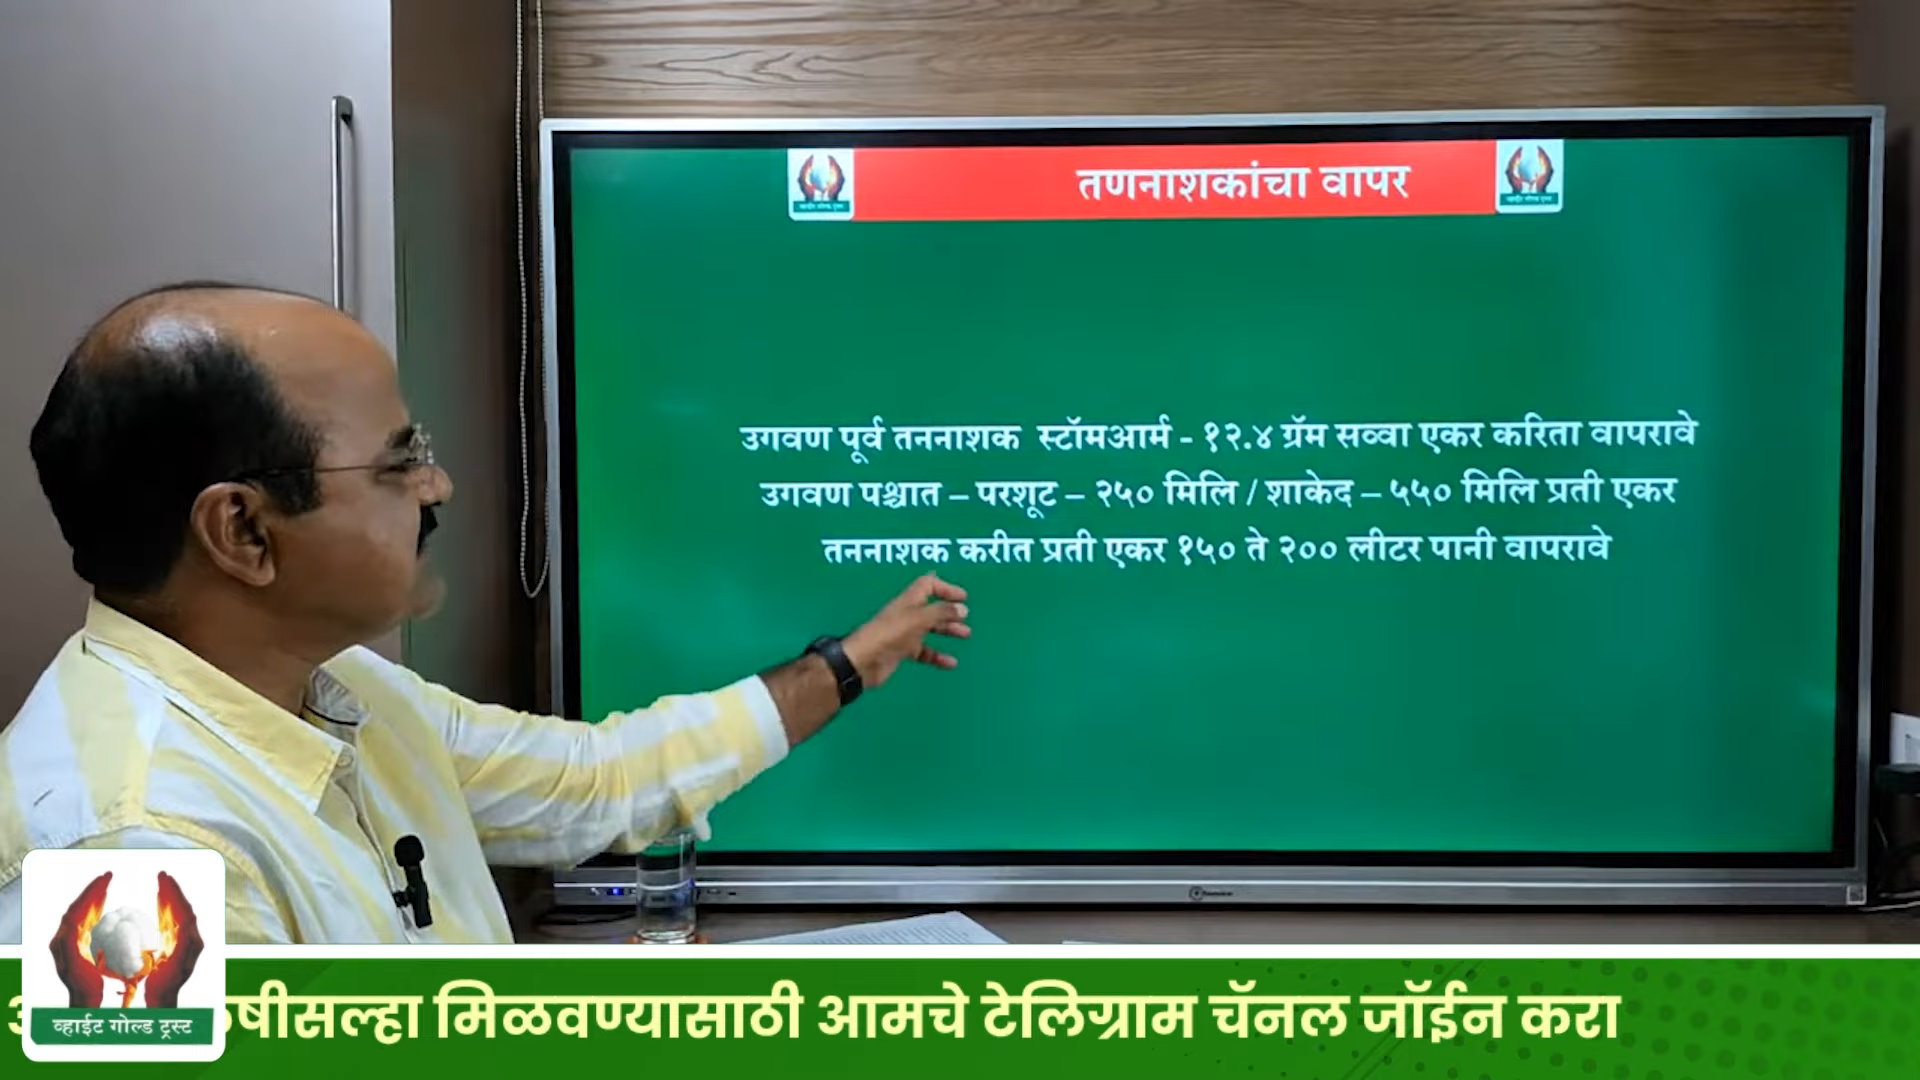 तणनाशकांचा वापर
उगवण पूर्व तननाशक स्टॉमआर्म - १२.४ ग्रॅम सव्वा एकर करिता वापरावे
उगवण पश्चात – परशूट – २५० मिलि / शाकेद – ५५० मिलि प्रती एकर
तननाशक करीत प्रती एकर १५० ते २०० लीटर पानी वापरावे
मिळवण्यासाठी आमचे टेलिग्राम चॅनल जॉईन करा
व्हाईट गोल्ड ट्रस्ट